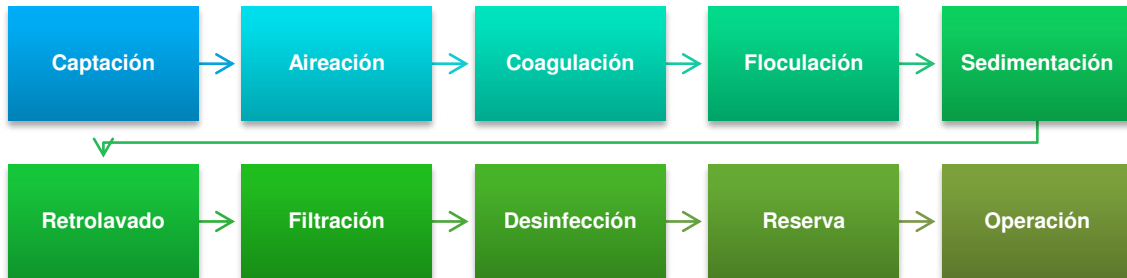 Captación
Aireación
Coagulación
Floculación
Sedimentación
Retrolavado
Filtración
Desinfección
Reserva
Operación